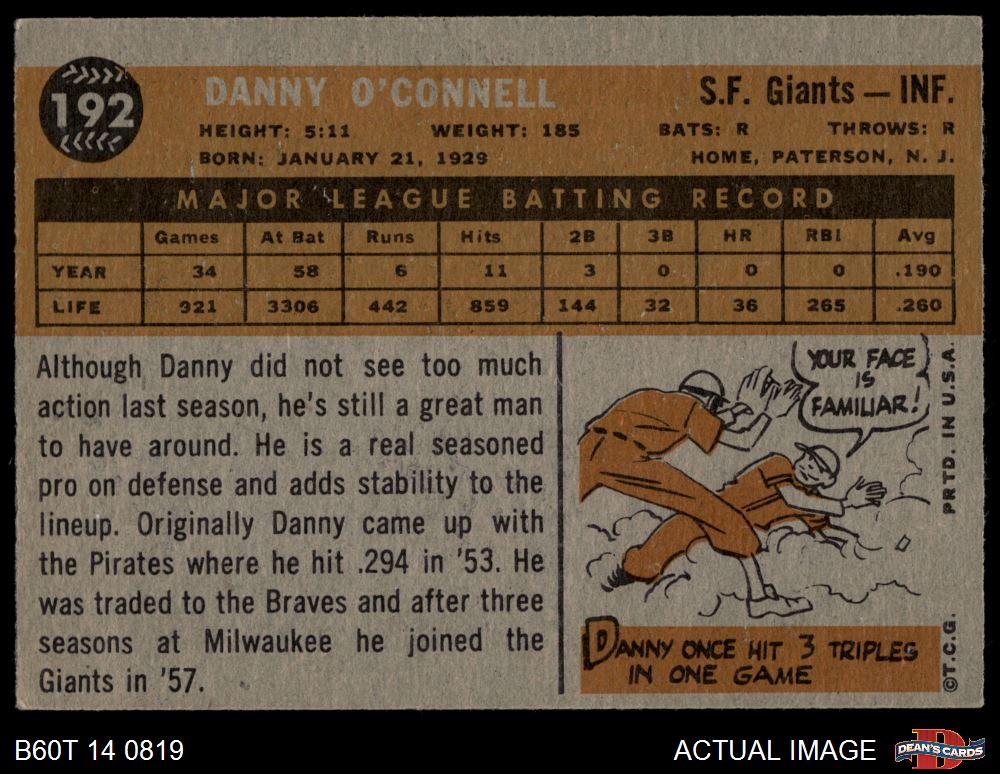 192
DANNY O'CONNELL
S.F. Giants — INF.
HEIGHT: 5:11 WEIGHT: 185 BATS: R THROWS: R
BORN: JANUARY 21, 1929 HOME, PATERSON, N. J.
MAJOR LEAGUE BATTING RECORD
Games At Bat Runs Hits 2B 3B HR RBI Avg
YEAR 34 58 6 11 3 0 0 0 .190
LIFE 921 3306 442 859 144 32 36 265 .260
Although Danny did not see too much
action last season, he's still a great man
to have around. He is a real seasoned
pro on defense and adds stability to the
lineup. Originally Danny came up with
the Pirates where he hit .294 in '53. He
was traded to the Braves and after three
seasons at Milwaukee he joined the
Giants in '57.
YOUR FACE
IS
FAMILIAR!
DANNY ONCE HIT 3 TRIPLES
IN ONE GAME
©T.C.G. PRTD. IN U.S.A.
B60T 14 0819
ACTUAL IMAGE
D
DEAN'S CARDS